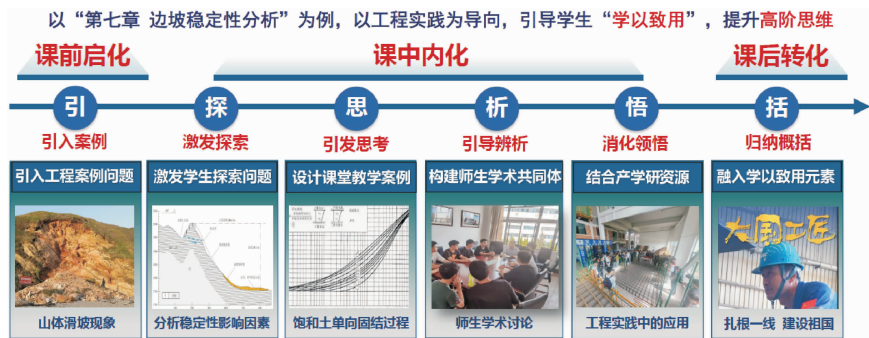 以“第七章 边坡稳定性分析”为例，以工程实践为导向，引导学生“学以致用”，提升高阶思维
课前启化
课中内化
课后转化
引
探
思
析
悟
括
引入案例
激发探索
引发思考
引导辨析
消化领悟
归纳概括
引入工程案例问题
激发学生探索问题
设计课堂教学案例
构建师生学术共同体
结合产学研资源
融入学以致用元素
大国工匠
山体滑坡现象
分析稳定性影响因素
饱和土单向固结过程
师生学术讨论
工程实践中的应用
扎根一线 建设祖国